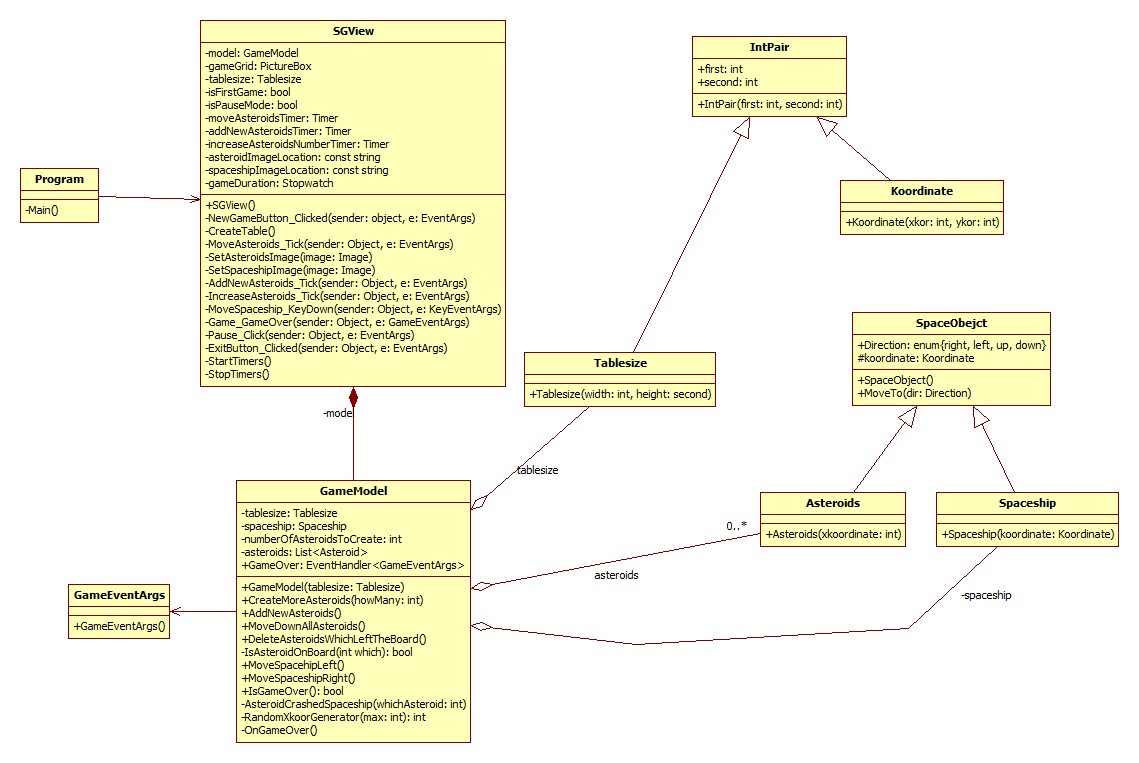 SGView
-model: GameModel
-gameGrid: PictureBox
-tablesize: Tablesize
-isFirstGame: bool
-isPauseMode: bool
-moveAsteroidsTimer: Timer
-addNewAsteroidsTimer: Timer
-increaseAsteroidsNumberTimer: Timer
-asteroidImageLocation: const string
-spaceshipImageLocation: const string
-gameDuration: Stopwatch
+SGView()
-NewGameButton_Clicked(sender: object, e: EventArgs)
-CreateTable()
-MoveAsteroids_Tick(sender: Object, e: EventArgs)
-SetAsteroidsImage(image: Image)
-SetSpaceshipImage(image: Image)
-AddNewAsteroids_Tick(sender: Object, e: EventArgs)
-IncreaseAsteroids_Tick(sender: Object, e: EventArgs)
-MoveSpaceship_KeyDown(sender: Object, e: KeyEventArgs)
-Game_GameOver(sender: Object, e: GameEventArgs)
-Pause_Click(sender: Object, e: EventArgs)
-ExitButton_Clicked(sender: Object, e: EventArgs)
-StartTimers()
-StopTimers()
IntPair
+first: int
+second: int
+IntPair(first: int, second: int)
Program
-Main()
Koordinate
+Koordinate(xkor: int, ykor: int)
SpaceObejct
+Direction: enum{right, left, up, down}
#koordinate: Koordinate
+SpaceObject()
+MoveTo(dir: Direction)
Tablesize
+Tablesize(width: int, height: second)
-model
tablesize
GameModel
-tablesize: Tablesize
-spaceship: Spaceship
-numberOfAsteroidsToCreate: int
-asteroids: List<Asteroid>
+GameOver: EventHandler<GameEventArgs>
+GameModel(tablesize: Tablesize)
+CreateMoreAsteroids(howMany: int)
+AddNewAsteroids()
+MoveDownAllAsteroids()
+DeleteAsteroidsWhichLeftTheBoard()
-IsAsteroidOnBoard(int which): bool
+MoveSpacehipLeft()
+MoveSpaceshipRight()
+IsGameOver(): bool
-AsteroidCrashedSpaceship(whichAsteroid: int)
-RandomXkoorGenerator(max: int): int
-OnGameOver()
Asteroids
+Asteroids(xkoordinate: int)
Spaceship
+Spaceship(koordinate: Koordinate)
0..*
asteroids
-spaceship
GameEventArgs
+GameEventArgs()